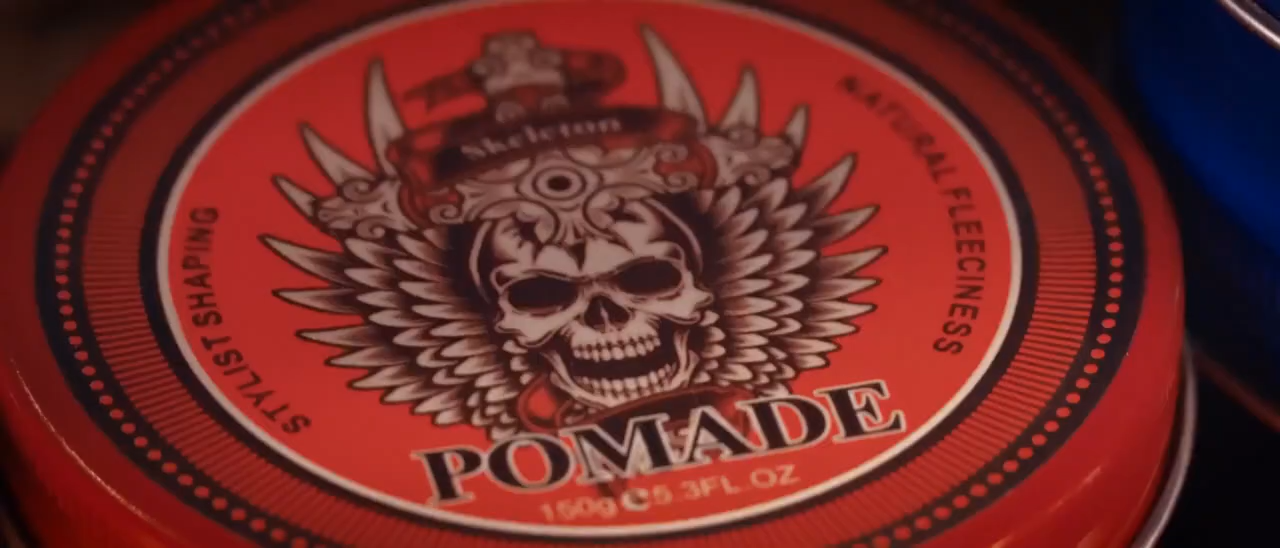 Skeleton
NATURAL FLEECINESS
STYLIST SHAPING
POMADE
150g e 5.3FL.OZ